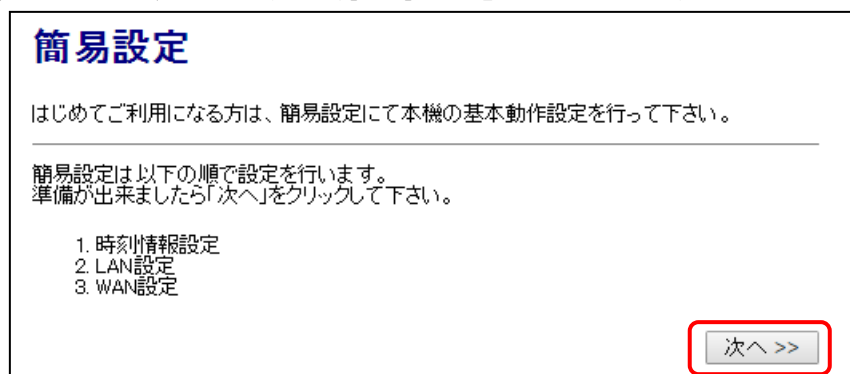 簡易設定
はじめてご利用になる方は、簡易設定にて本機の基本動作設定を行って下さい。
簡易設定は以下の順で設定を行います。
準備が出来ましたら「次へ」をクリックして下さい。
1. 時刻情報設定
2. LAN設定
3. WAN設定
次へ >>